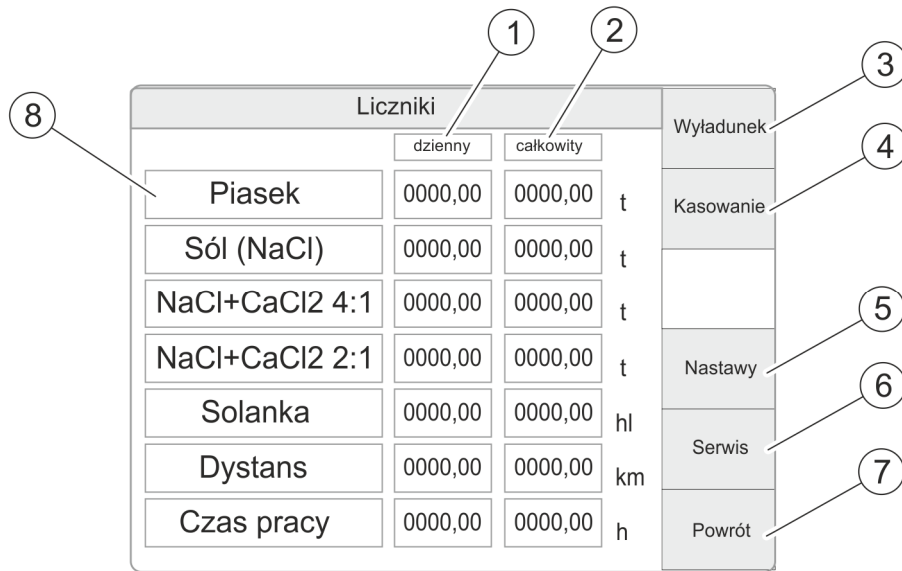 1
2
3
8
Liczniki
Wyładunek
dzienny całkowity
4
Piasek 0000,00 0000,00 t
Kasowanie
Sól (NaCl) 0000,00 0000,00 t
NaCl+CaCl2 4:1 0000,00 0000,00 t
5
NaCl+CaCl2 2:1 0000,00 0000,00 t
Nastawy
6
Solanka 0000,00 0000,00 hl
Serwis
Dystans 0000,00 0000,00 km
7
Czas pracy 0000,00 0000,00 h
Powrót